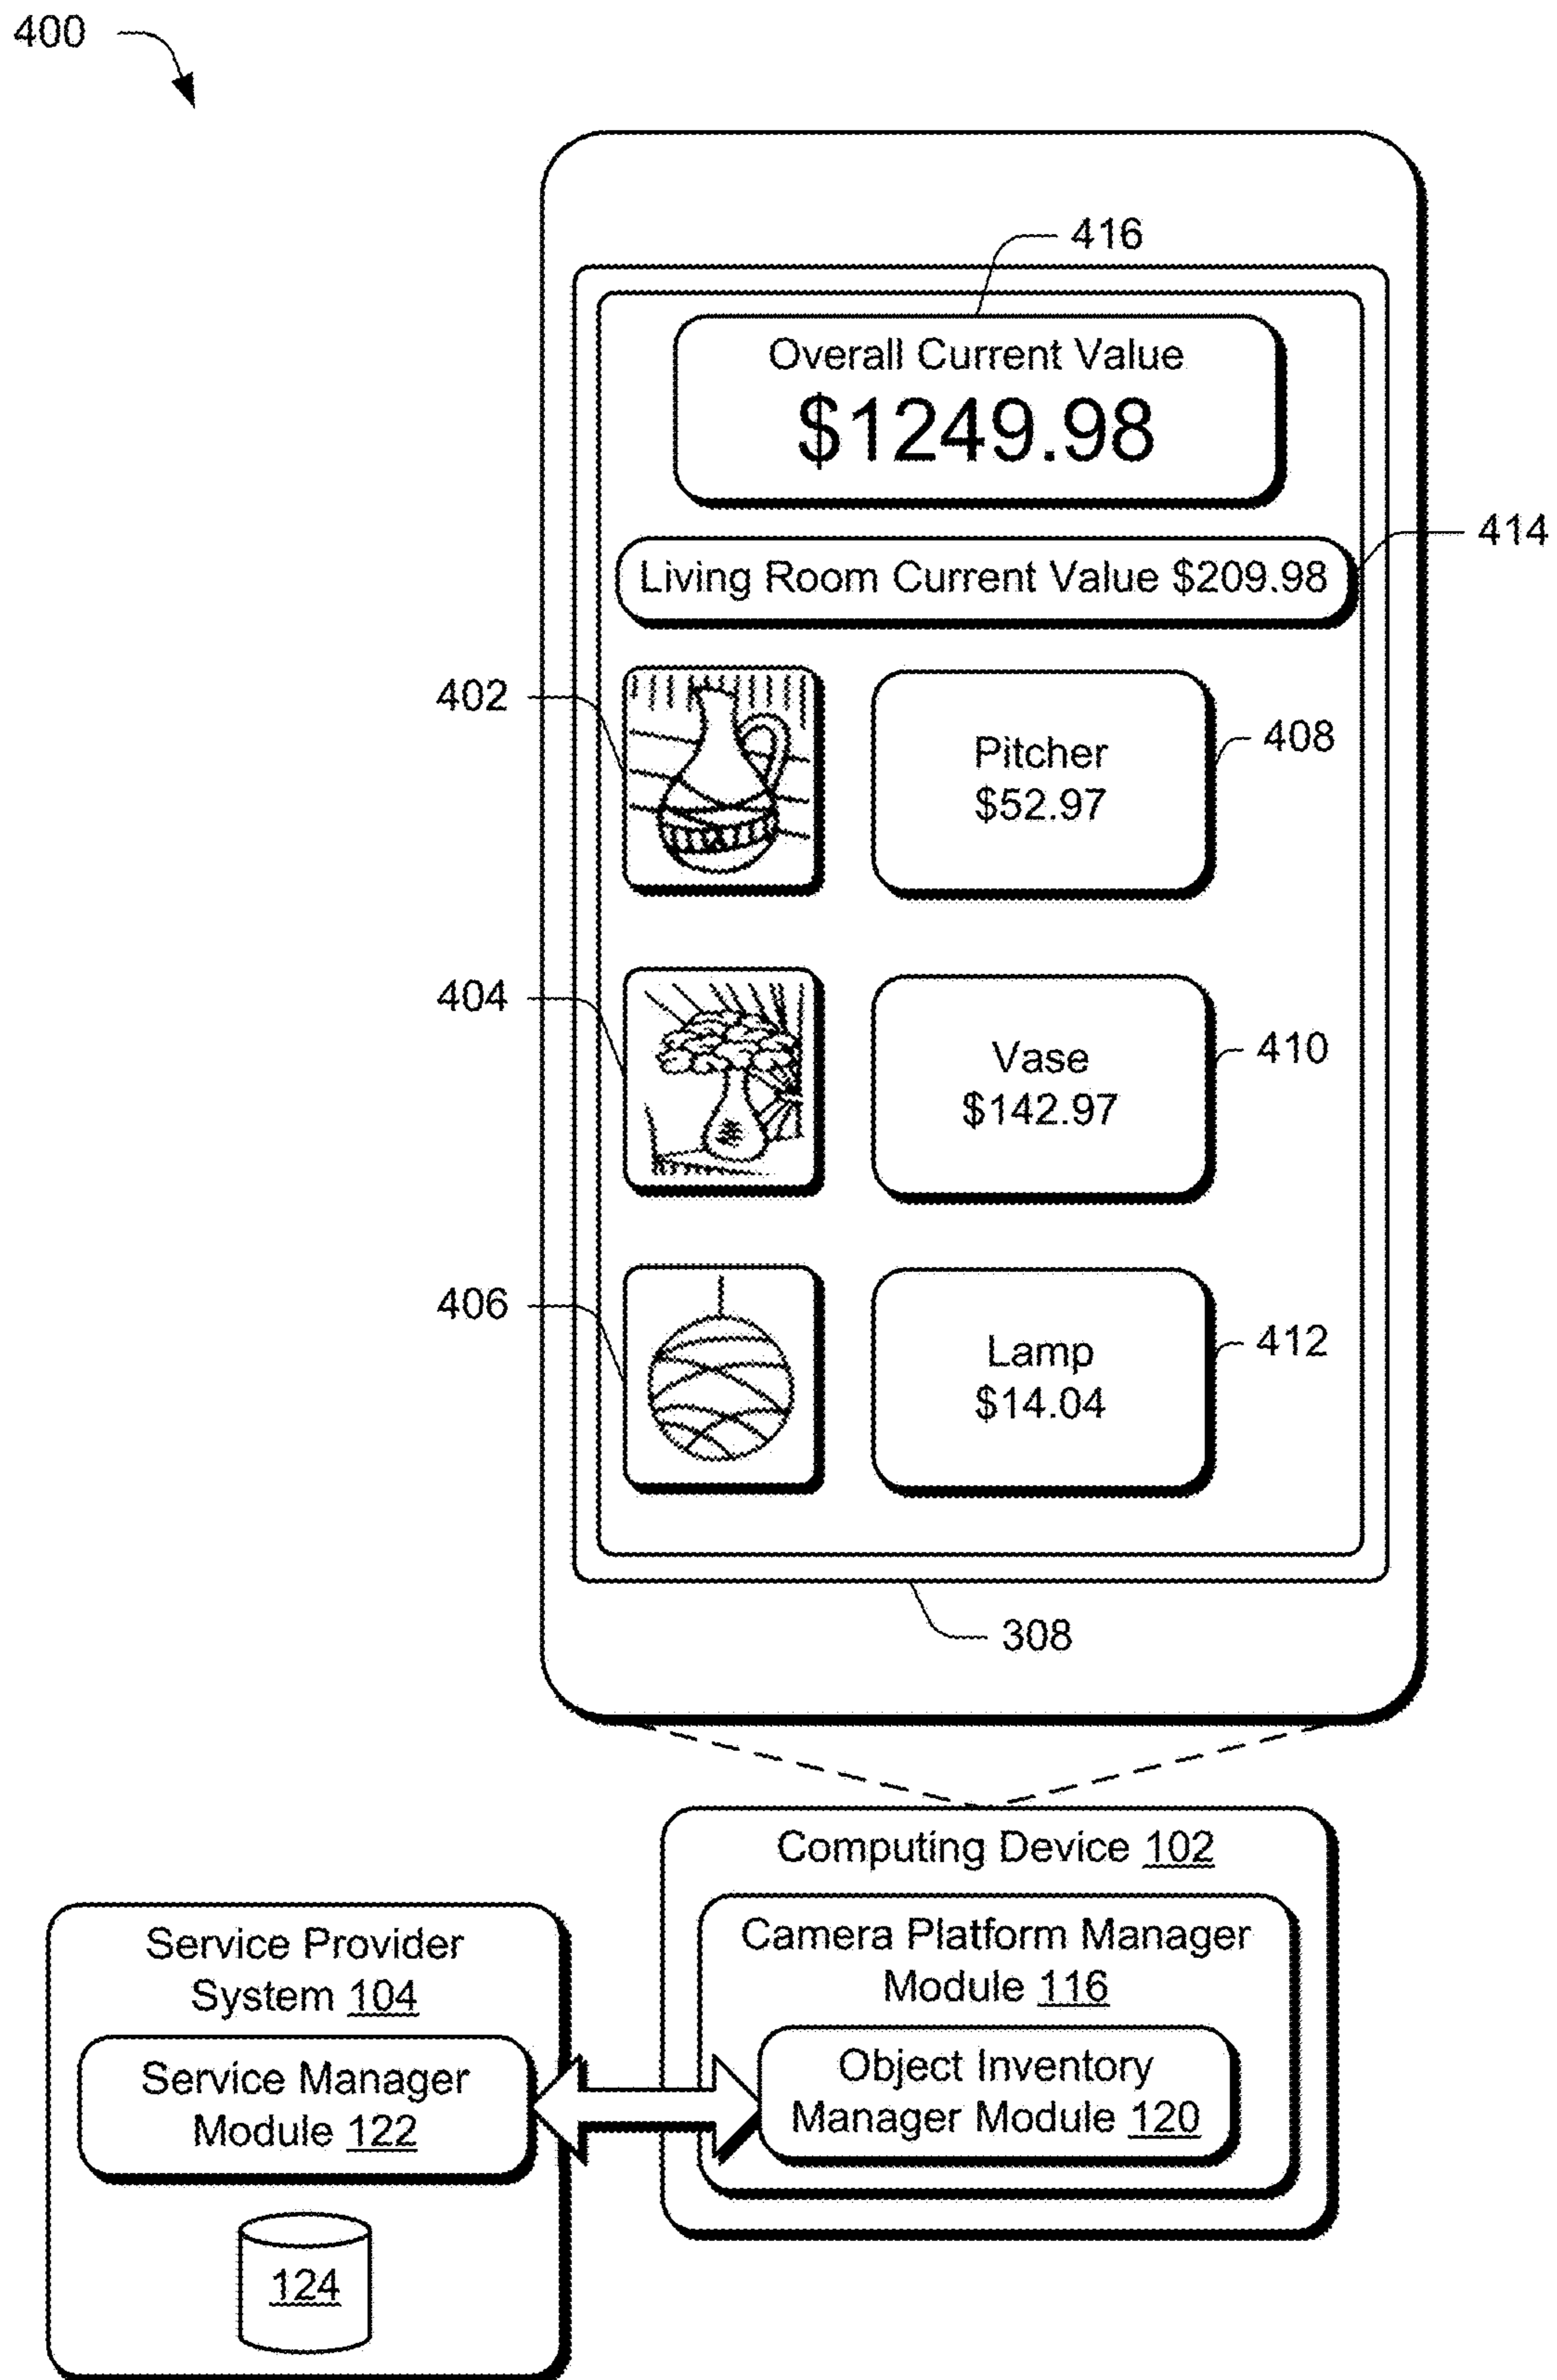 400
416
Overall Current Value
$1249.98
414
Living Room Current Value $209.98
402
Pitcher
$52.97
408
404
Vase
$142.97
410
406
Lamp
$14.04
412
308
Computing Device 102
Camera Platform Manager
Module 116
Object Inventory
Manager Module 120
Service Provider
System 104
Service Manager
Module 122
124